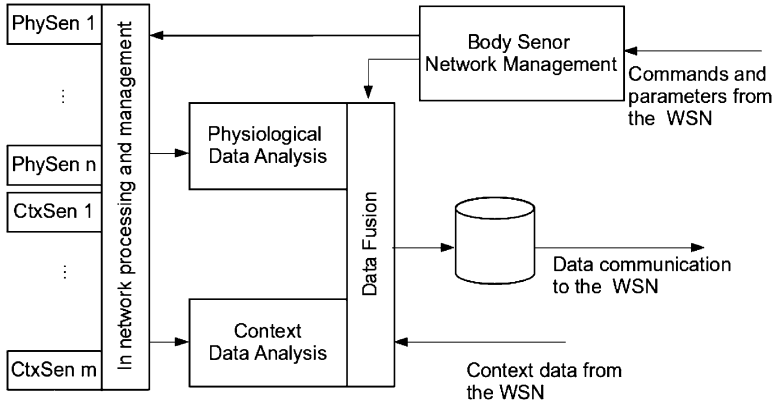 PhySen 1
⋮
PhySen n
CtxSen 1
⋮
CtxSen m
In network processing and management
Physiological
Data Analysis
Context
Data Analysis
Data Fusion
Body Senor
Network Management
Commands and
parameters from
the WSN
Data communication
to the WSN
Context data from
the WSN